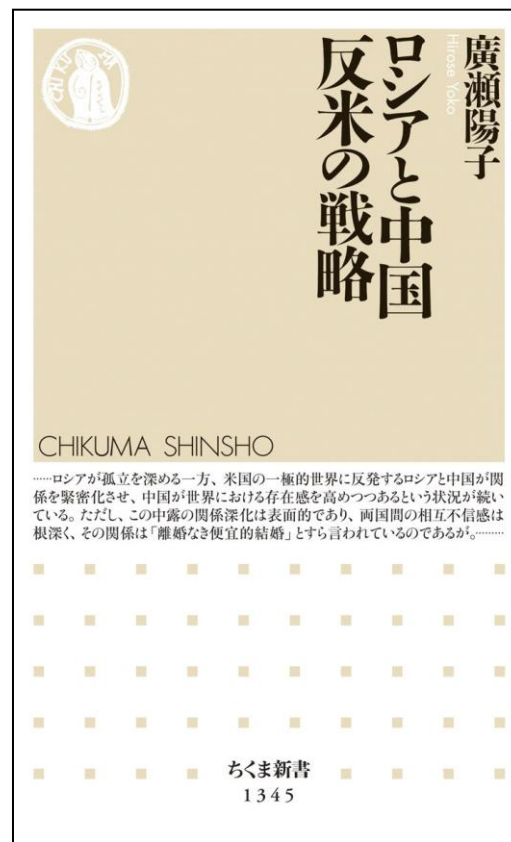 廣瀬陽子
Hirose Yoko
ロシアと中国
反米の戦略
CHIKUMA
CHIKUMA SHINSHO
……ロシアが孤立を深める一方、米国の一極的世界に反発するロシアと中国が関
係を緊密化させ、中国が世界における存在感を高めつつあるという状況が続い
ている。ただし、この中露の関係深化は表面的であり、両国間の相互不信感は
根深く、その関係は「離婚なき便宜的結婚」とすら言われているのであるが。………
ちくま新書
1345